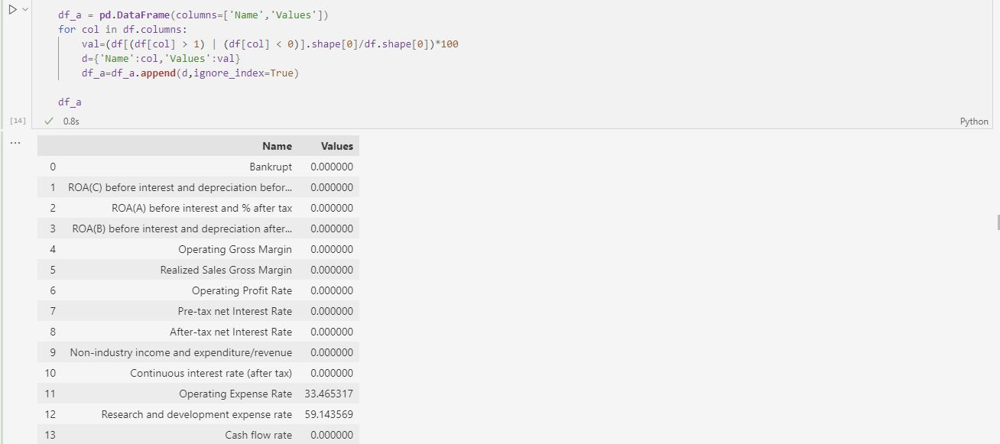 df_a = pd.DataFrame(columns=['Name','Values'])
for col in df.columns:
    val=(df[(df[col] > 1) | (df[col] < 0)].shape[0]/df.shape[0])*100
    d={'Name':col,'Values':val}
    df_a=df_a.append(d,ignore_index=True)
df_a
[14] 0.8s Python
...
Name Values
0 Bankrupt 0.000000
1 ROA(C) before interest and depreciation befor... 0.000000
2 ROA(A) before interest and % after tax 0.000000
3 ROA(B) before interest and depreciation after... 0.000000
4 Operating Gross Margin 0.000000
5 Realized Sales Gross Margin 0.000000
6 Operating Profit Rate 0.000000
7 Pre-tax net Interest Rate 0.000000
8 After-tax net Interest Rate 0.000000
9 Non-industry income and expenditure/revenue 0.000000
10 Continuous interest rate (after tax) 0.000000
11 Operating Expense Rate 33.465317
12 Research and development expense rate 59.143569
13 Cash flow rate 0.000000